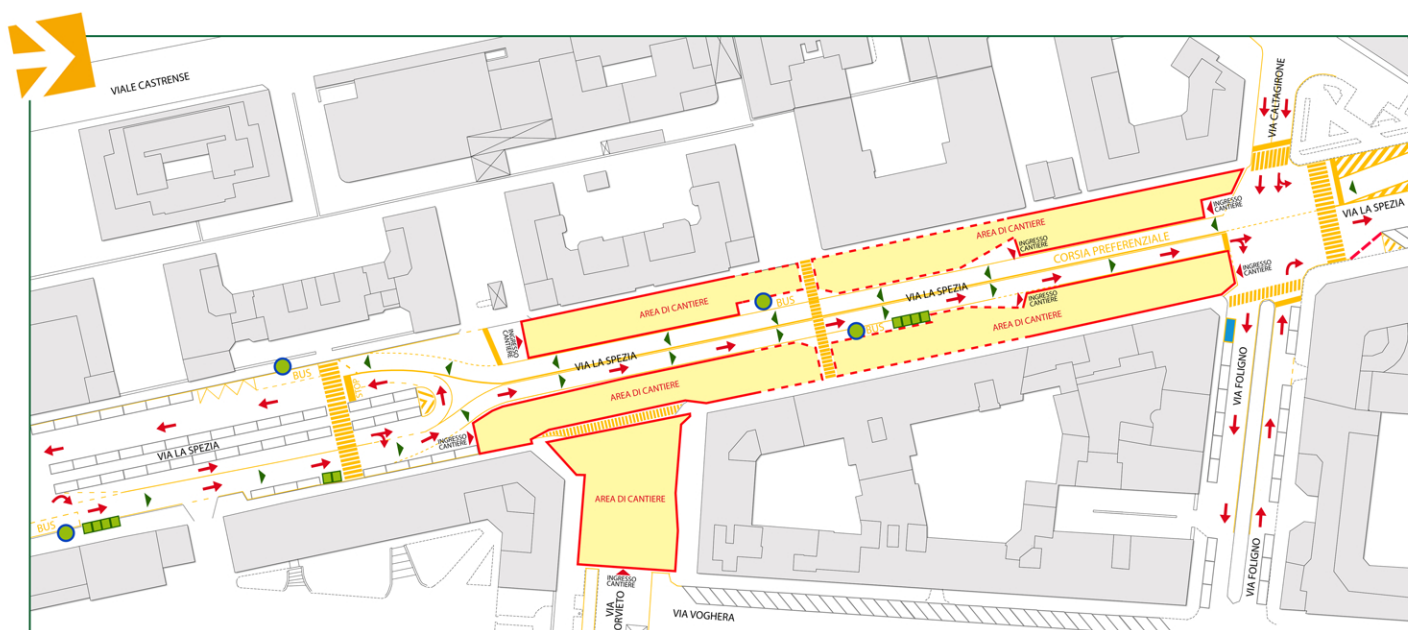 VIALE CASTRENSE
VIA CALTAGIRONE
VIA LA SPEZIA
INGRESSO
CANTIERE
AREA DI CANTIERE
INGRESSO
CANTIERE
CORSIA PREFERENZIALE
INGRESSO
CANTIERE
VIA LA SPEZIA
INGRESSO
CANTIERE
AREA DI CANTIERE
BUS
BUS
AREA DI CANTIERE
INGRESSO
CANTIERE
VIA LA SPEZIA
BUS
AREA DI CANTIERE
VIA FOLIGNO
INGRESSO
CANTIERE
VIA LA SPEZIA
AREA DI CANTIERE
BUS
INGRESSO
CANTIERE
VIA
ORVIETO
VIA VOGHERA
VIA FOLIGNO